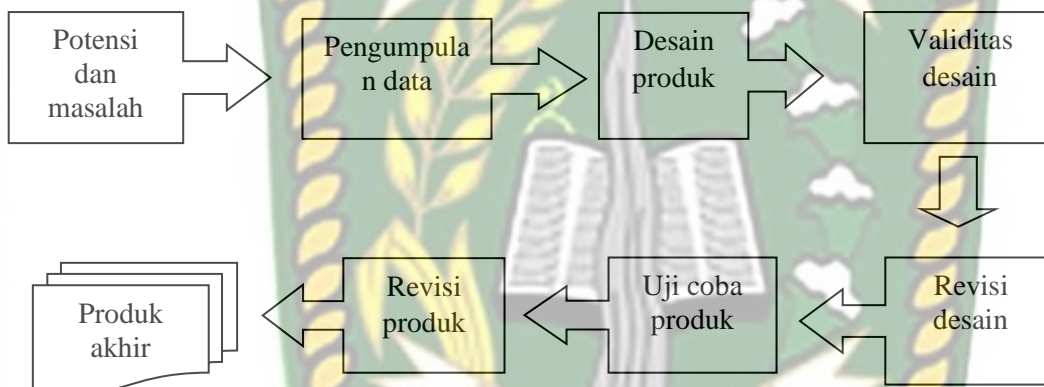 Potensi
dan
masalah
Pengumpula
n data
Desain
produk
Validitas
desain
Revisi
desain
Uji coba
produk
Revisi
produk
Produk
akhir